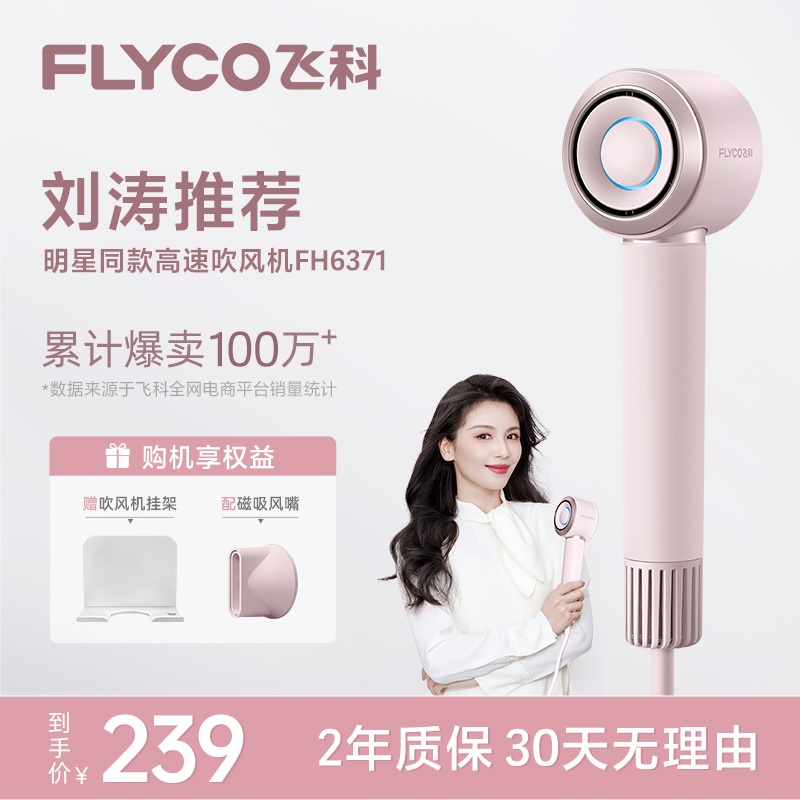 FLYCO飞科
FLYCO飞科
刘涛推荐
明星同款高速吹风机FH6371
累计爆卖100万+
*数据来源于飞科全网电商平台销量统计
购机享权益
赠吹风机挂架
配磁吸风嘴
到手价¥239
2年质保 30天无理由